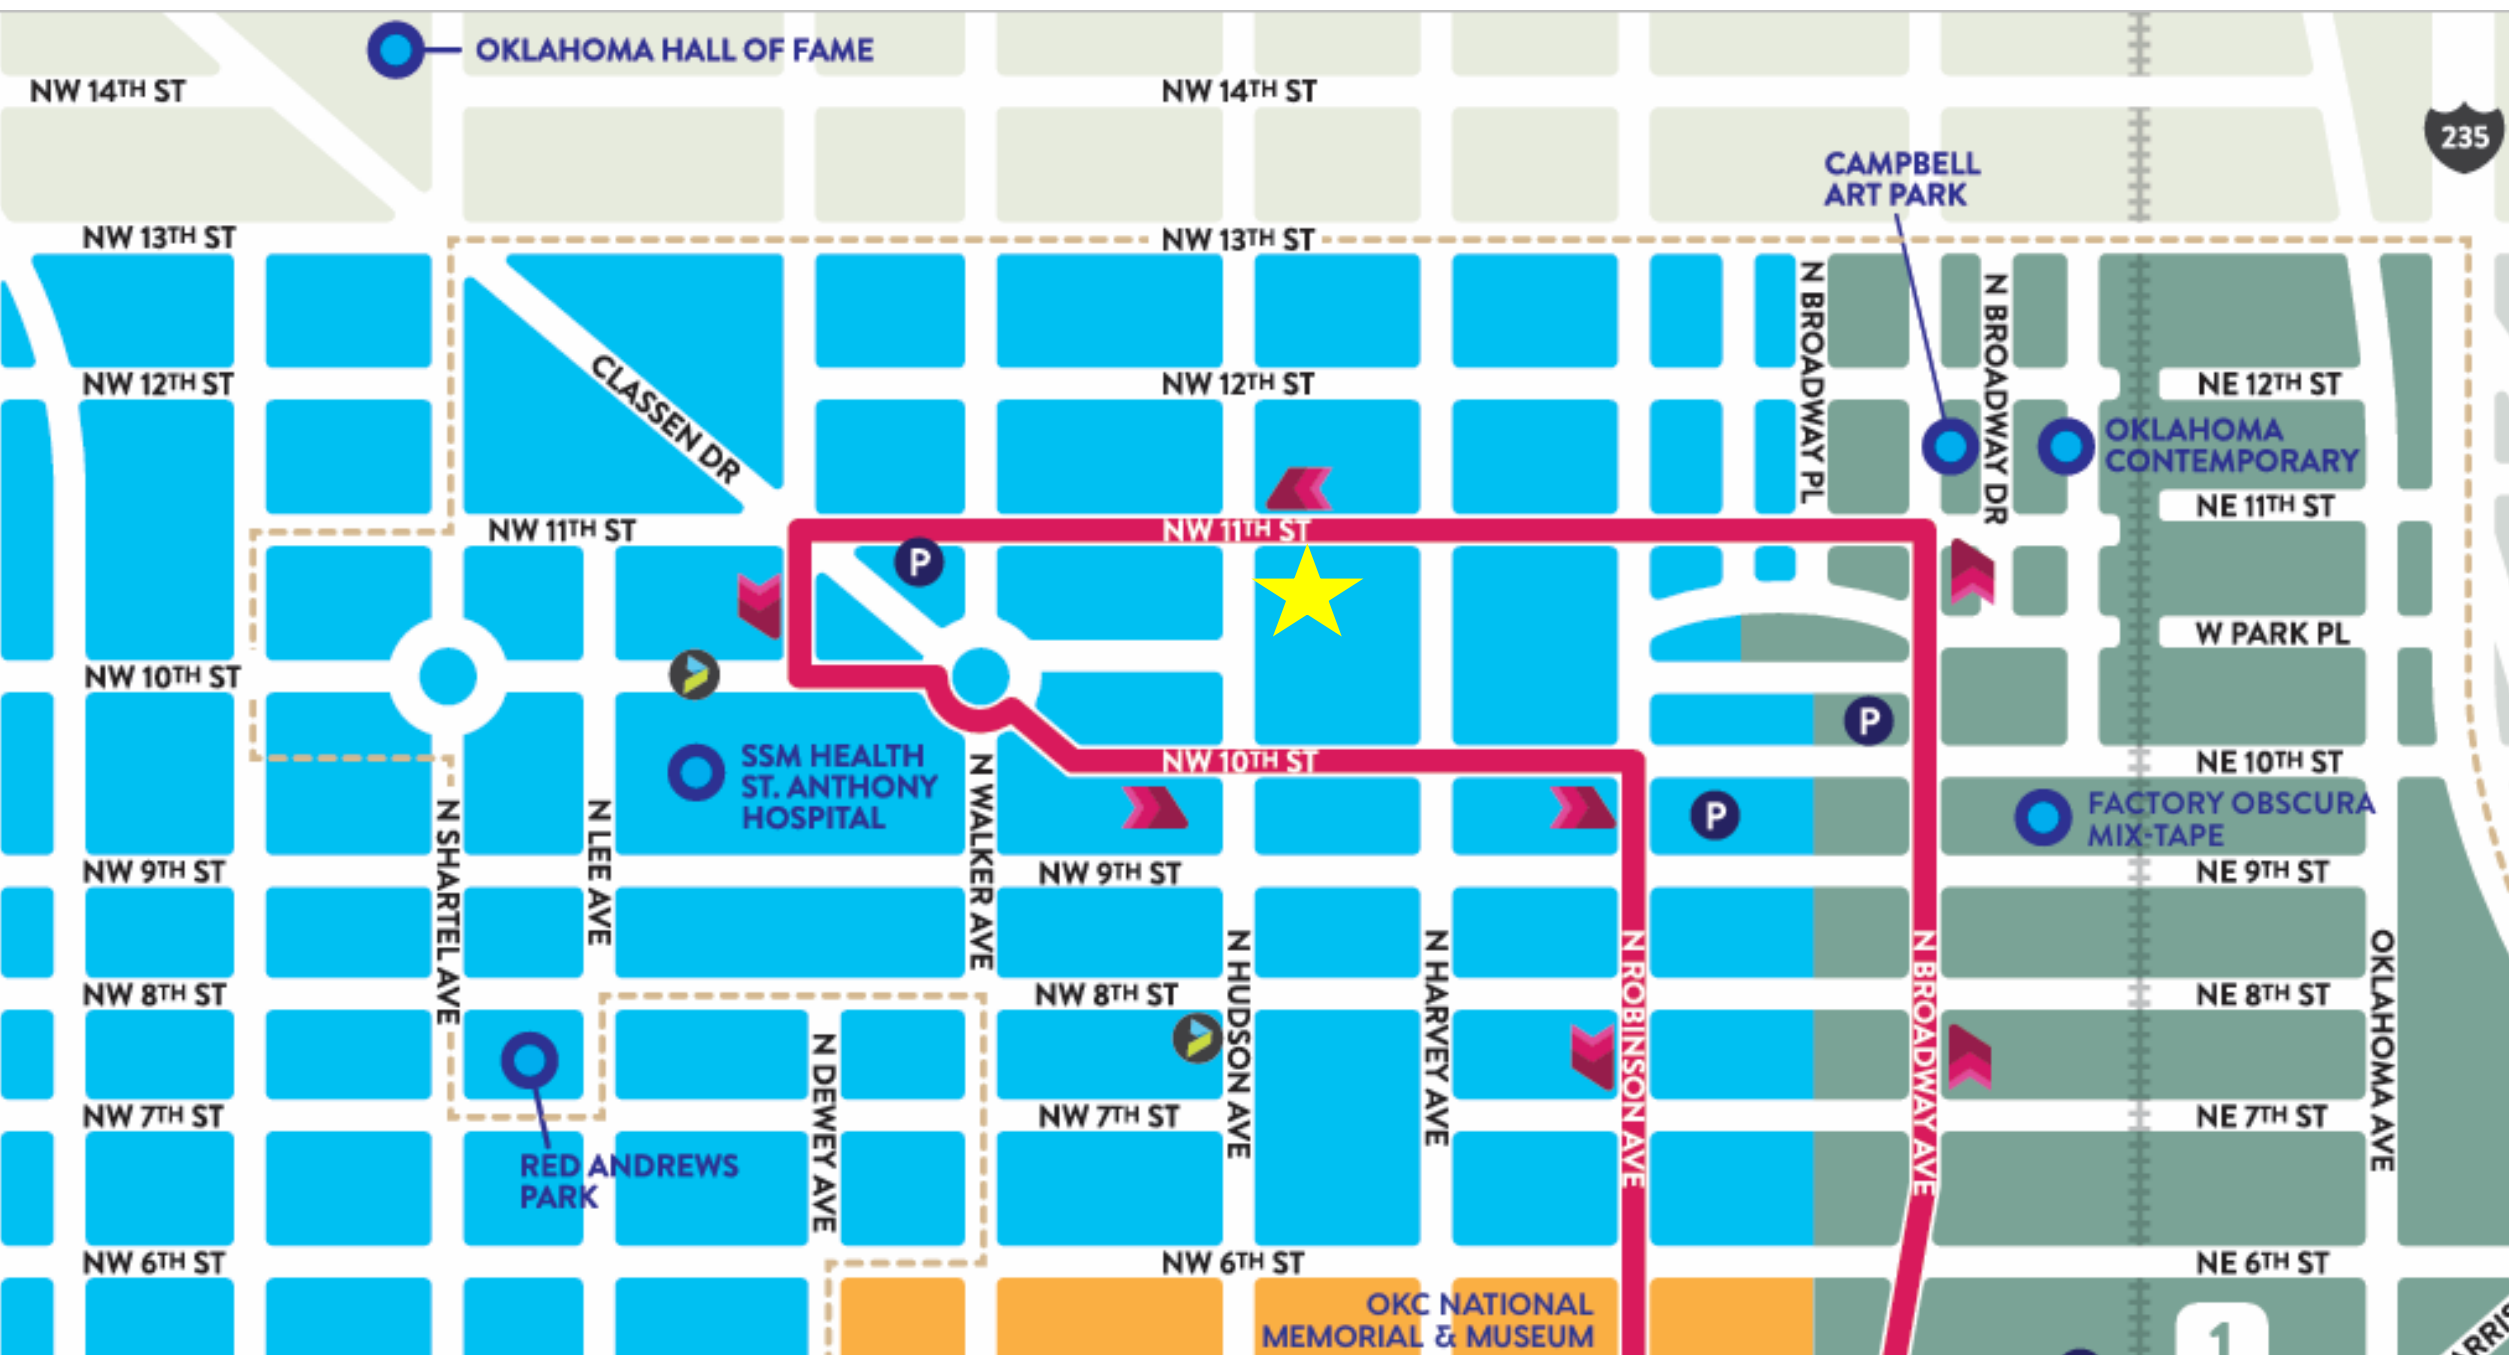 OKLAHOMA HALL OF FAME
NW 14TH ST
NW 14TH ST
235
CAMPBELL
ART PARK
NW 13TH ST
NW 13TH ST
N BROADWAY PL
N BROADWAY DR
CLASSEN DR
NW 12TH ST
NW 12TH ST
NE 12TH ST
OKLAHOMA
CONTEMPORARY
NE 11TH ST
NW 11TH ST
NW 11TH ST
P
W PARK PL
NW 10TH ST
P
SSM HEALTH
ST. ANTHONY
HOSPITAL
NW 10TH ST
NE 10TH ST
N WALKER AVE
N SHARTEL AVE
N LEE AVE
P
FACTORY OBSCURA
MIX-TAPE
NW 9TH ST
NW 9TH ST
NE 9TH ST
N HUDSON AVE
N HARVEY AVE
N ROBINSON AVE
N BROADWAY AVE
OKLAHOMA AVE
NW 8TH ST
NW 8TH ST
NE 8TH ST
N DEWEY AVE
NW 7TH ST
NW 7TH ST
NE 7TH ST
RED ANDREWS
PARK
NW 6TH ST
NW 6TH ST
NE 6TH ST
OKC NATIONAL
MEMORIAL & MUSEUM
1